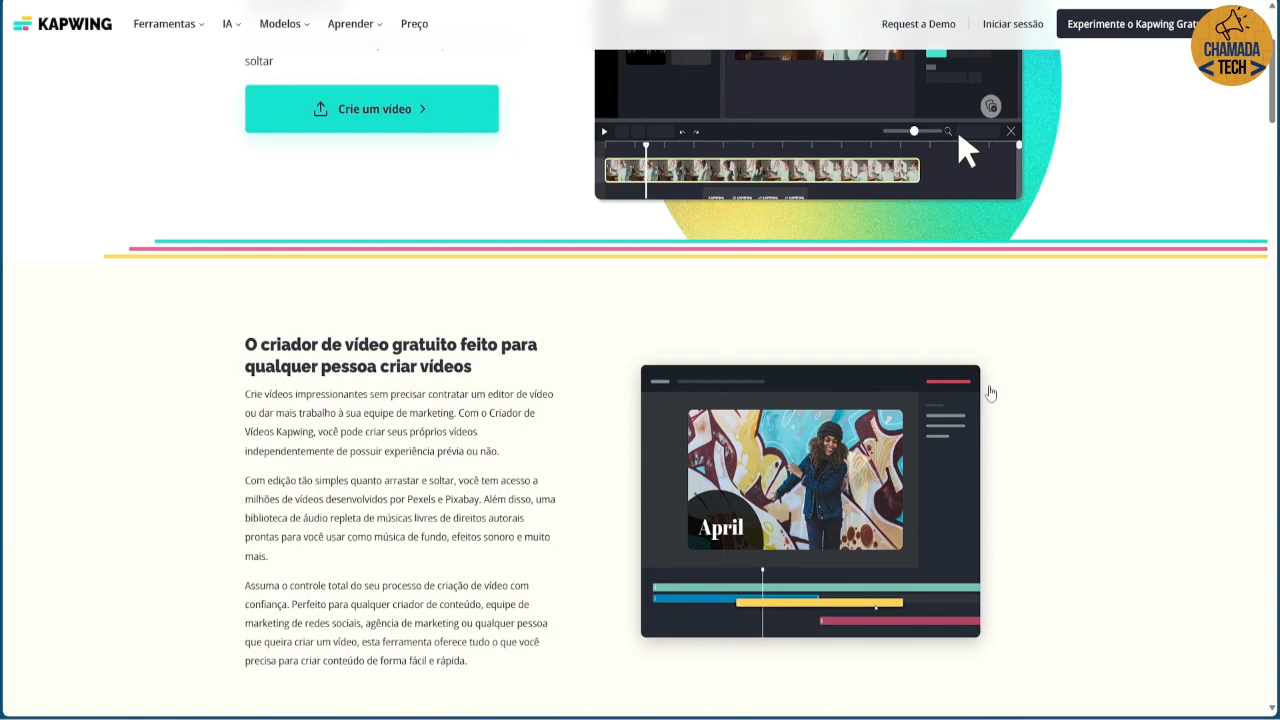 KAPWING
Ferramentas
IA
Modelos
Aprender
Preço
Request a Demo
Iniciar sessão
Experimente o Kapwing
CHAMADA
TECH
soltar
Crie um vídeo
O criador de vídeo gratuito feito para
qualquer pessoa criar vídeos
Crie vídeos impressionantes sem precisar contratar um editor de vídeo
ou dar mais trabalho à sua equipe de marketing. Com o Criador de
Vídeos Kapwing, você pode criar seus próprios vídeos
independentemente de possuir experiência prévia ou não.
Com edição tão simples quanto arrastar e soltar, você tem acesso a
milhões de vídeos desenvolvidos por Pexels e Pixabay. Além disso, uma
biblioteca de áudio repleta de músicas livres de direitos autorais
prontas para você usar como música de fundo, efeitos sonoro e muito
mais.
Assuma o controle total do seu processo de criação de vídeo com
confiança. Perfeito para qualquer criador de conteúdo, equipe de
marketing de redes sociais, agência de marketing ou qualquer pessoa
que queira criar um vídeo, esta ferramenta oferece tudo o que você
precisa para criar conteúdo de forma fácil e rápida.
April